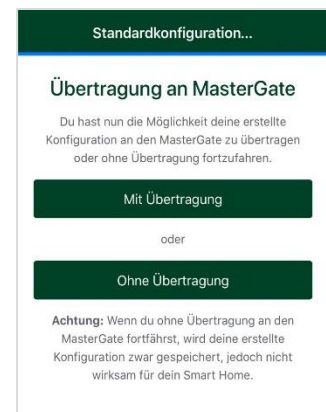 Standardkonfiguration...
Übertragung an MasterGate
Du hast nun die Möglichkeit deine erstellte
Konfiguration an den MasterGate zu übertragen
oder ohne Übertragung fortzufahren.
Mit Übertragung
oder
Ohne Übertragung
Achtung: Wenn du ohne Übertragung an den
MasterGate fortfährst, wird deine erstellte
Konfiguration zwar gespeichert, jedoch nicht
wirksam für dein Smart Home.